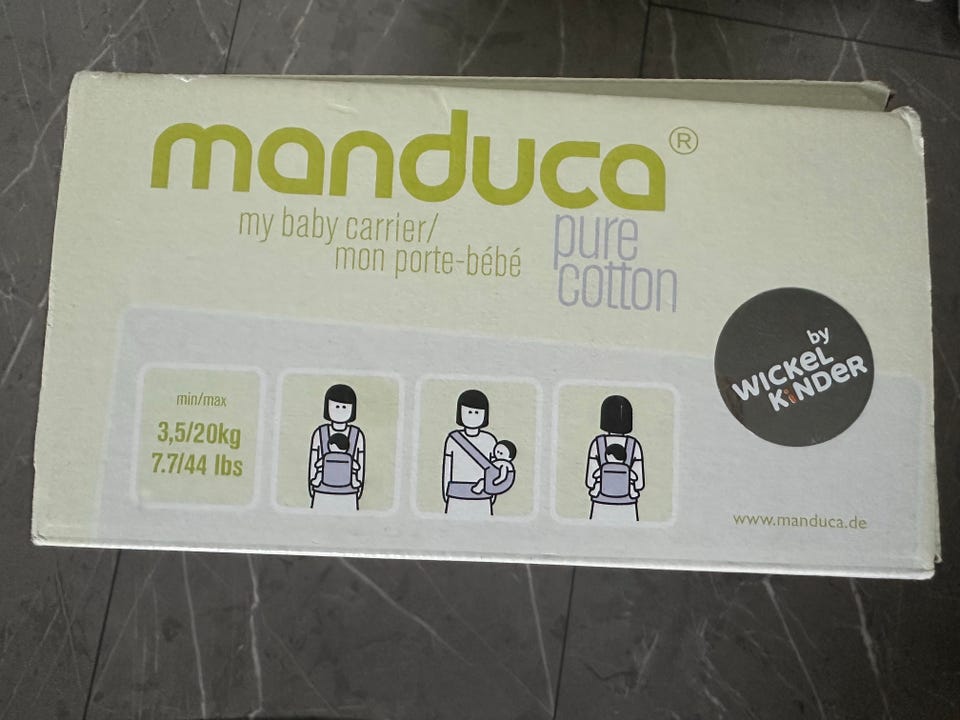 manduca®
my baby carrier/
mon porte-bébé
pure
cotton
by
WICKEL
KiNDER
min/max
3,5/20kg
7.7/44 lbs
www.manduca.de